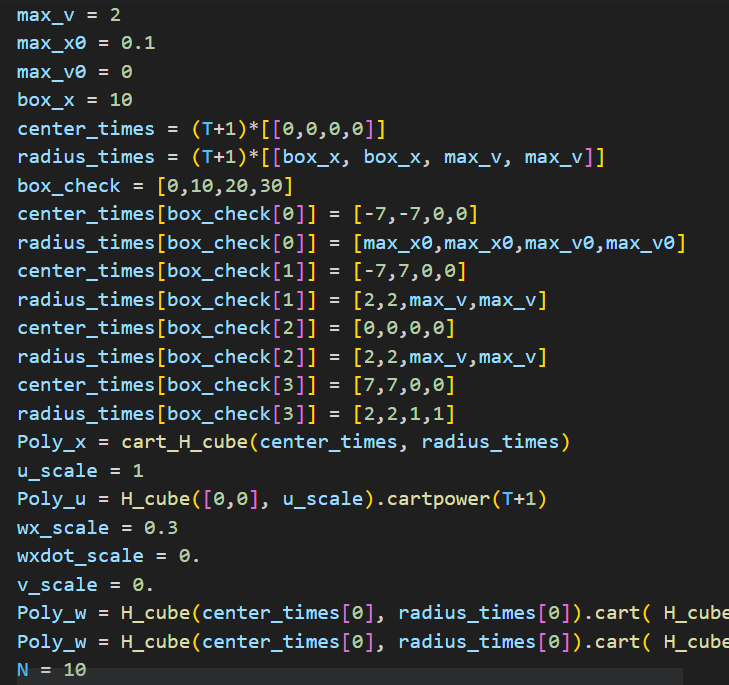 max_v = 2
max_x0 = 0.1
max_v0 = 0
box_x = 10
center_times = (T+1)*[[0,0,0,0]]
radius_times = (T+1)*[[box_x, box_x, max_v, max_v]]
box_check = [0,10,20,30]
center_times[box_check[0]] = [-7,-7,0,0]
radius_times[box_check[0]] = [max_x0,max_x0,max_v0,max_v0]
center_times[box_check[1]] = [-7,7,0,0]
radius_times[box_check[1]] = [2,2,max_v,max_v]
center_times[box_check[2]] = [0,0,0,0]
radius_times[box_check[2]] = [2,2,max_v,max_v]
center_times[box_check[3]] = [7,7,0,0]
radius_times[box_check[3]] = [2,2,1,1]
Poly_x = cart_H_cube(center_times, radius_times)
u_scale = 1
Poly_u = H_cube([0,0], u_scale).cartpower(T+1)
wx_scale = 0.3
wxdot_scale = 0.
v_scale = 0.
Poly_w = H_cube(center_times[0], radius_times[0]).cart( H_cube
Poly_w = H_cube(center_times[0], radius_times[0]).cart( H_cube
N = 10